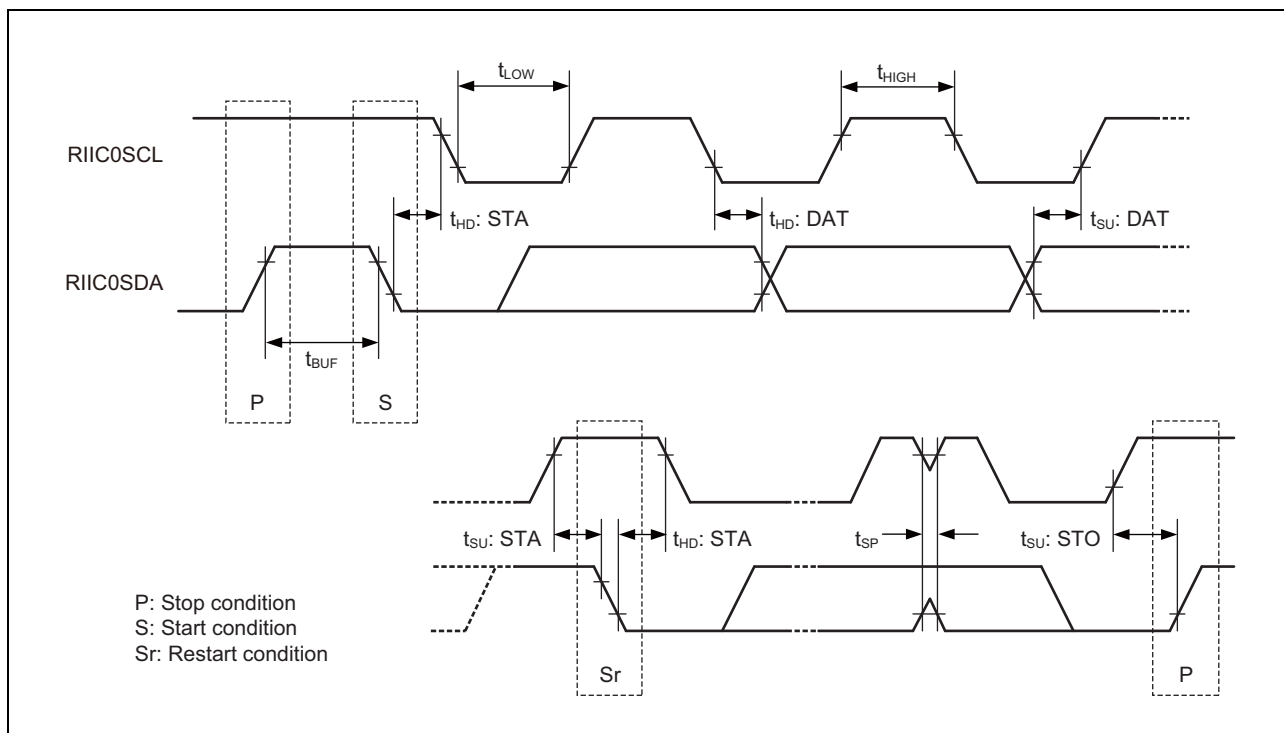 tLOW
tHIGH
RIIC0SCL
tHD: STA
tHD: DAT
tSU: DAT
RIIC0SDA
tBUF
P
S
tSU: STA
tHD: STA
tSP
tSU: STO
P: Stop condition
S: Start condition
Sr: Restart condition
Sr
P